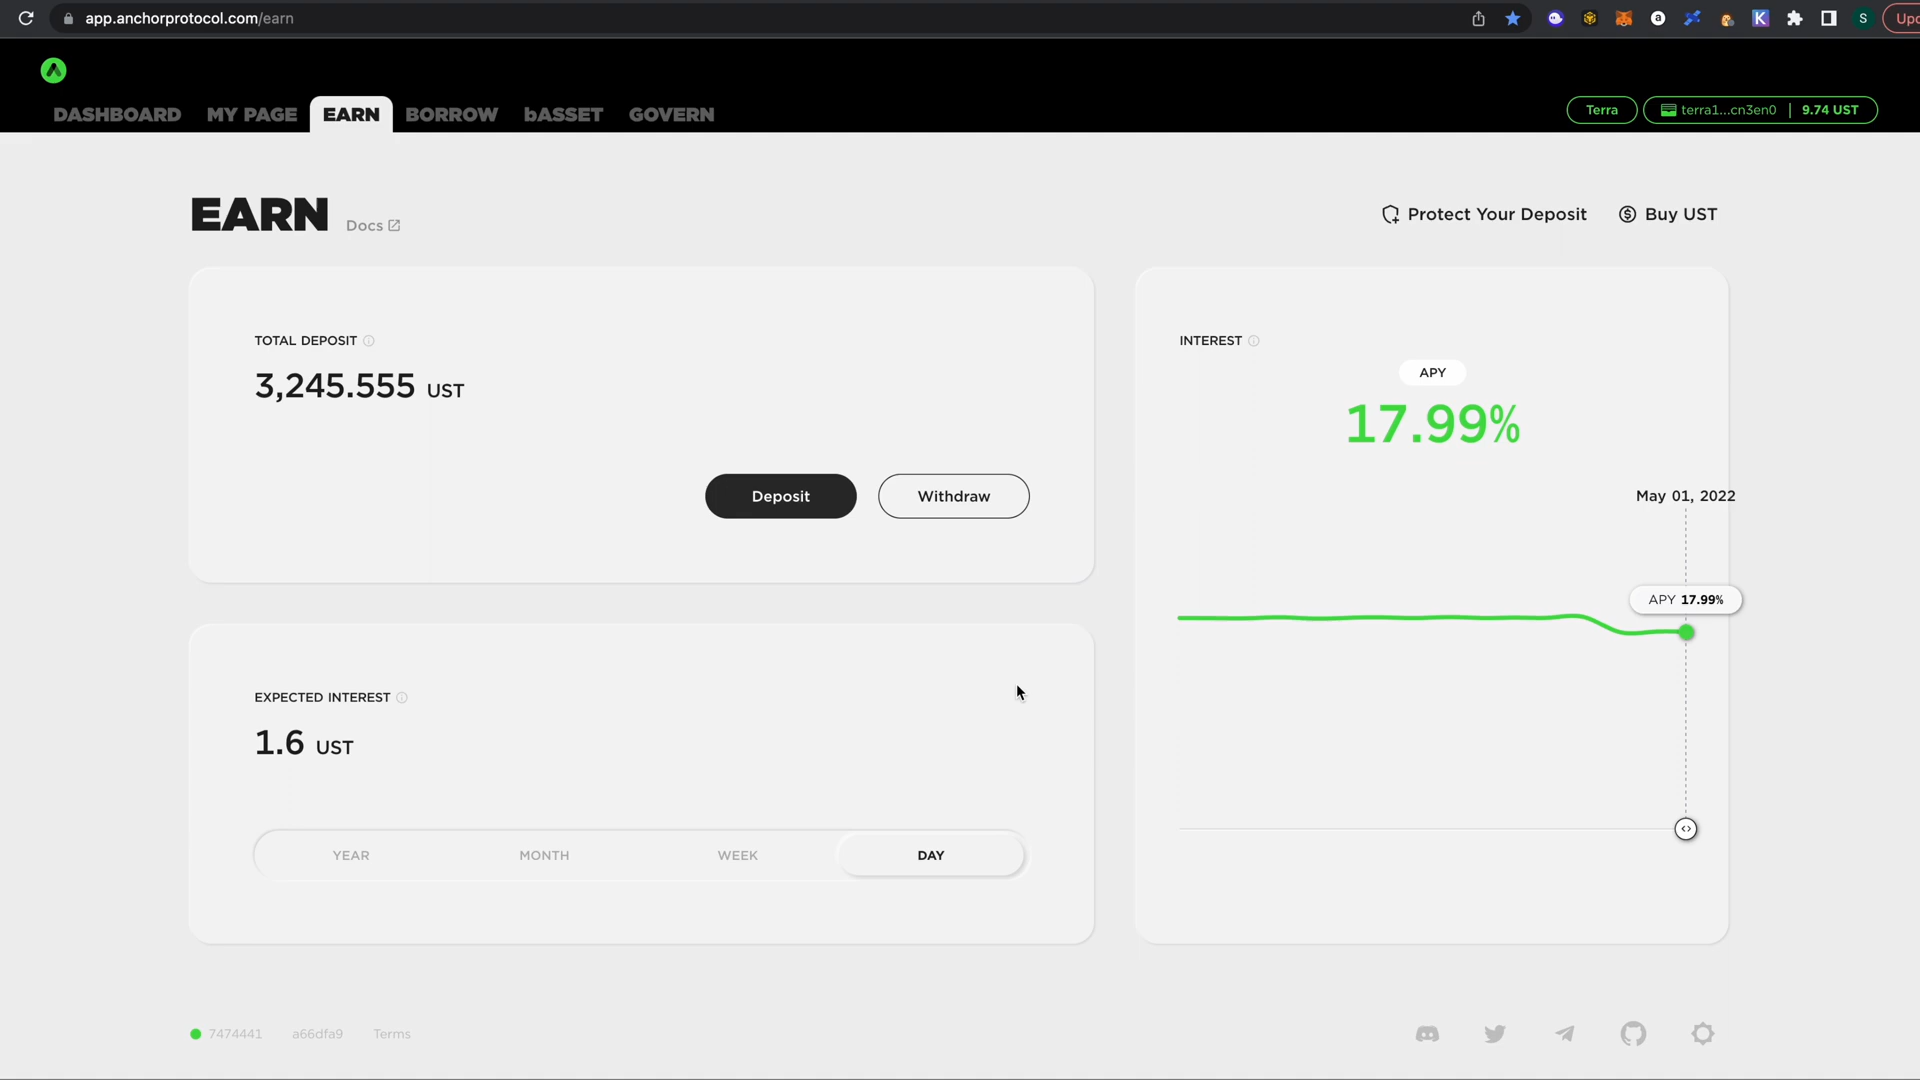 app.anchorprotocol.com/earn
S
Upd
DASHBOARD
MY PAGE
EARN
BORROW
bASSET
GOVERN
Terra
terra1...cn3en0
9.74 UST
EARN
Docs
Protect Your Deposit
Buy UST
TOTAL DEPOSIT
3,245.555 UST
Deposit
Withdraw
INTEREST
APY
17.99%
May 01, 2022
APY 17.99%
EXPECTED INTEREST
1.6 UST
YEAR
MONTH
WEEK
DAY
7474441
a66dfa9
Terms